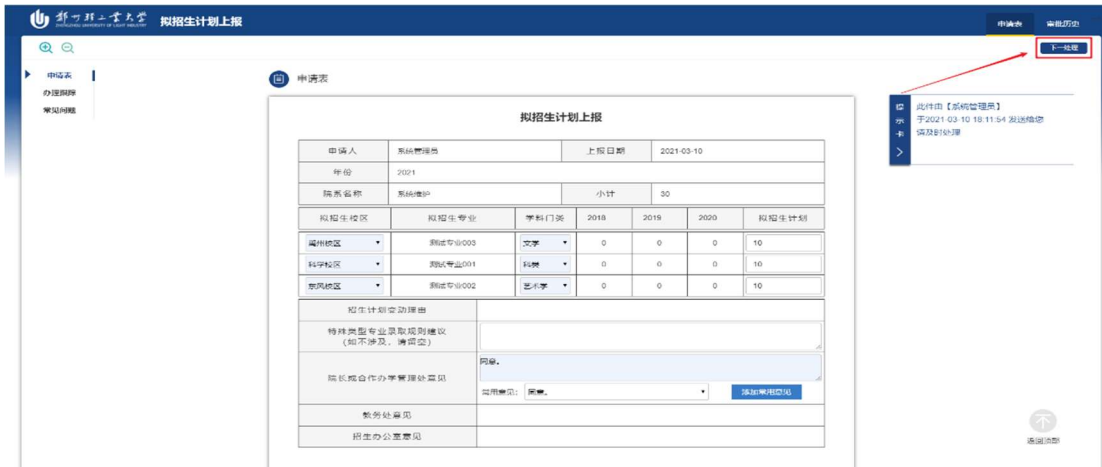 郑州轻工业大学 拟招生计划上报 申请表 审批历史
ZHENGZHOU UNIVERSITY OF LIGHT INDUSTRY
下一处理
申请表
办理跟踪
常见问题
申请表
提示卡
此件由【系统管理员】
于2021-03-10 18:11:54 发送给您
请及时处理
拟招生计划上报
申请人 系统管理员 上报日期 2021-03-10
年份 2021
院系名称 系统维护 小计 30
拟招生校区 拟招生专业 学科门类 2018 2019 2020 拟招生计划
禹州校区 测试专业003 文学 0 0 0 10
科学校区 测试专业001 0 0 0 10
东风校区 测试专业002 艺术学 0 0 0 10
招生计划变动理由
特殊类型专业录取规则建议
(如不涉及,请留空)
院长或合作办学管理处意见
同意。
常用意见: 同意。 添加常用意见
教务处意见
招生办公室意见
返回顶部